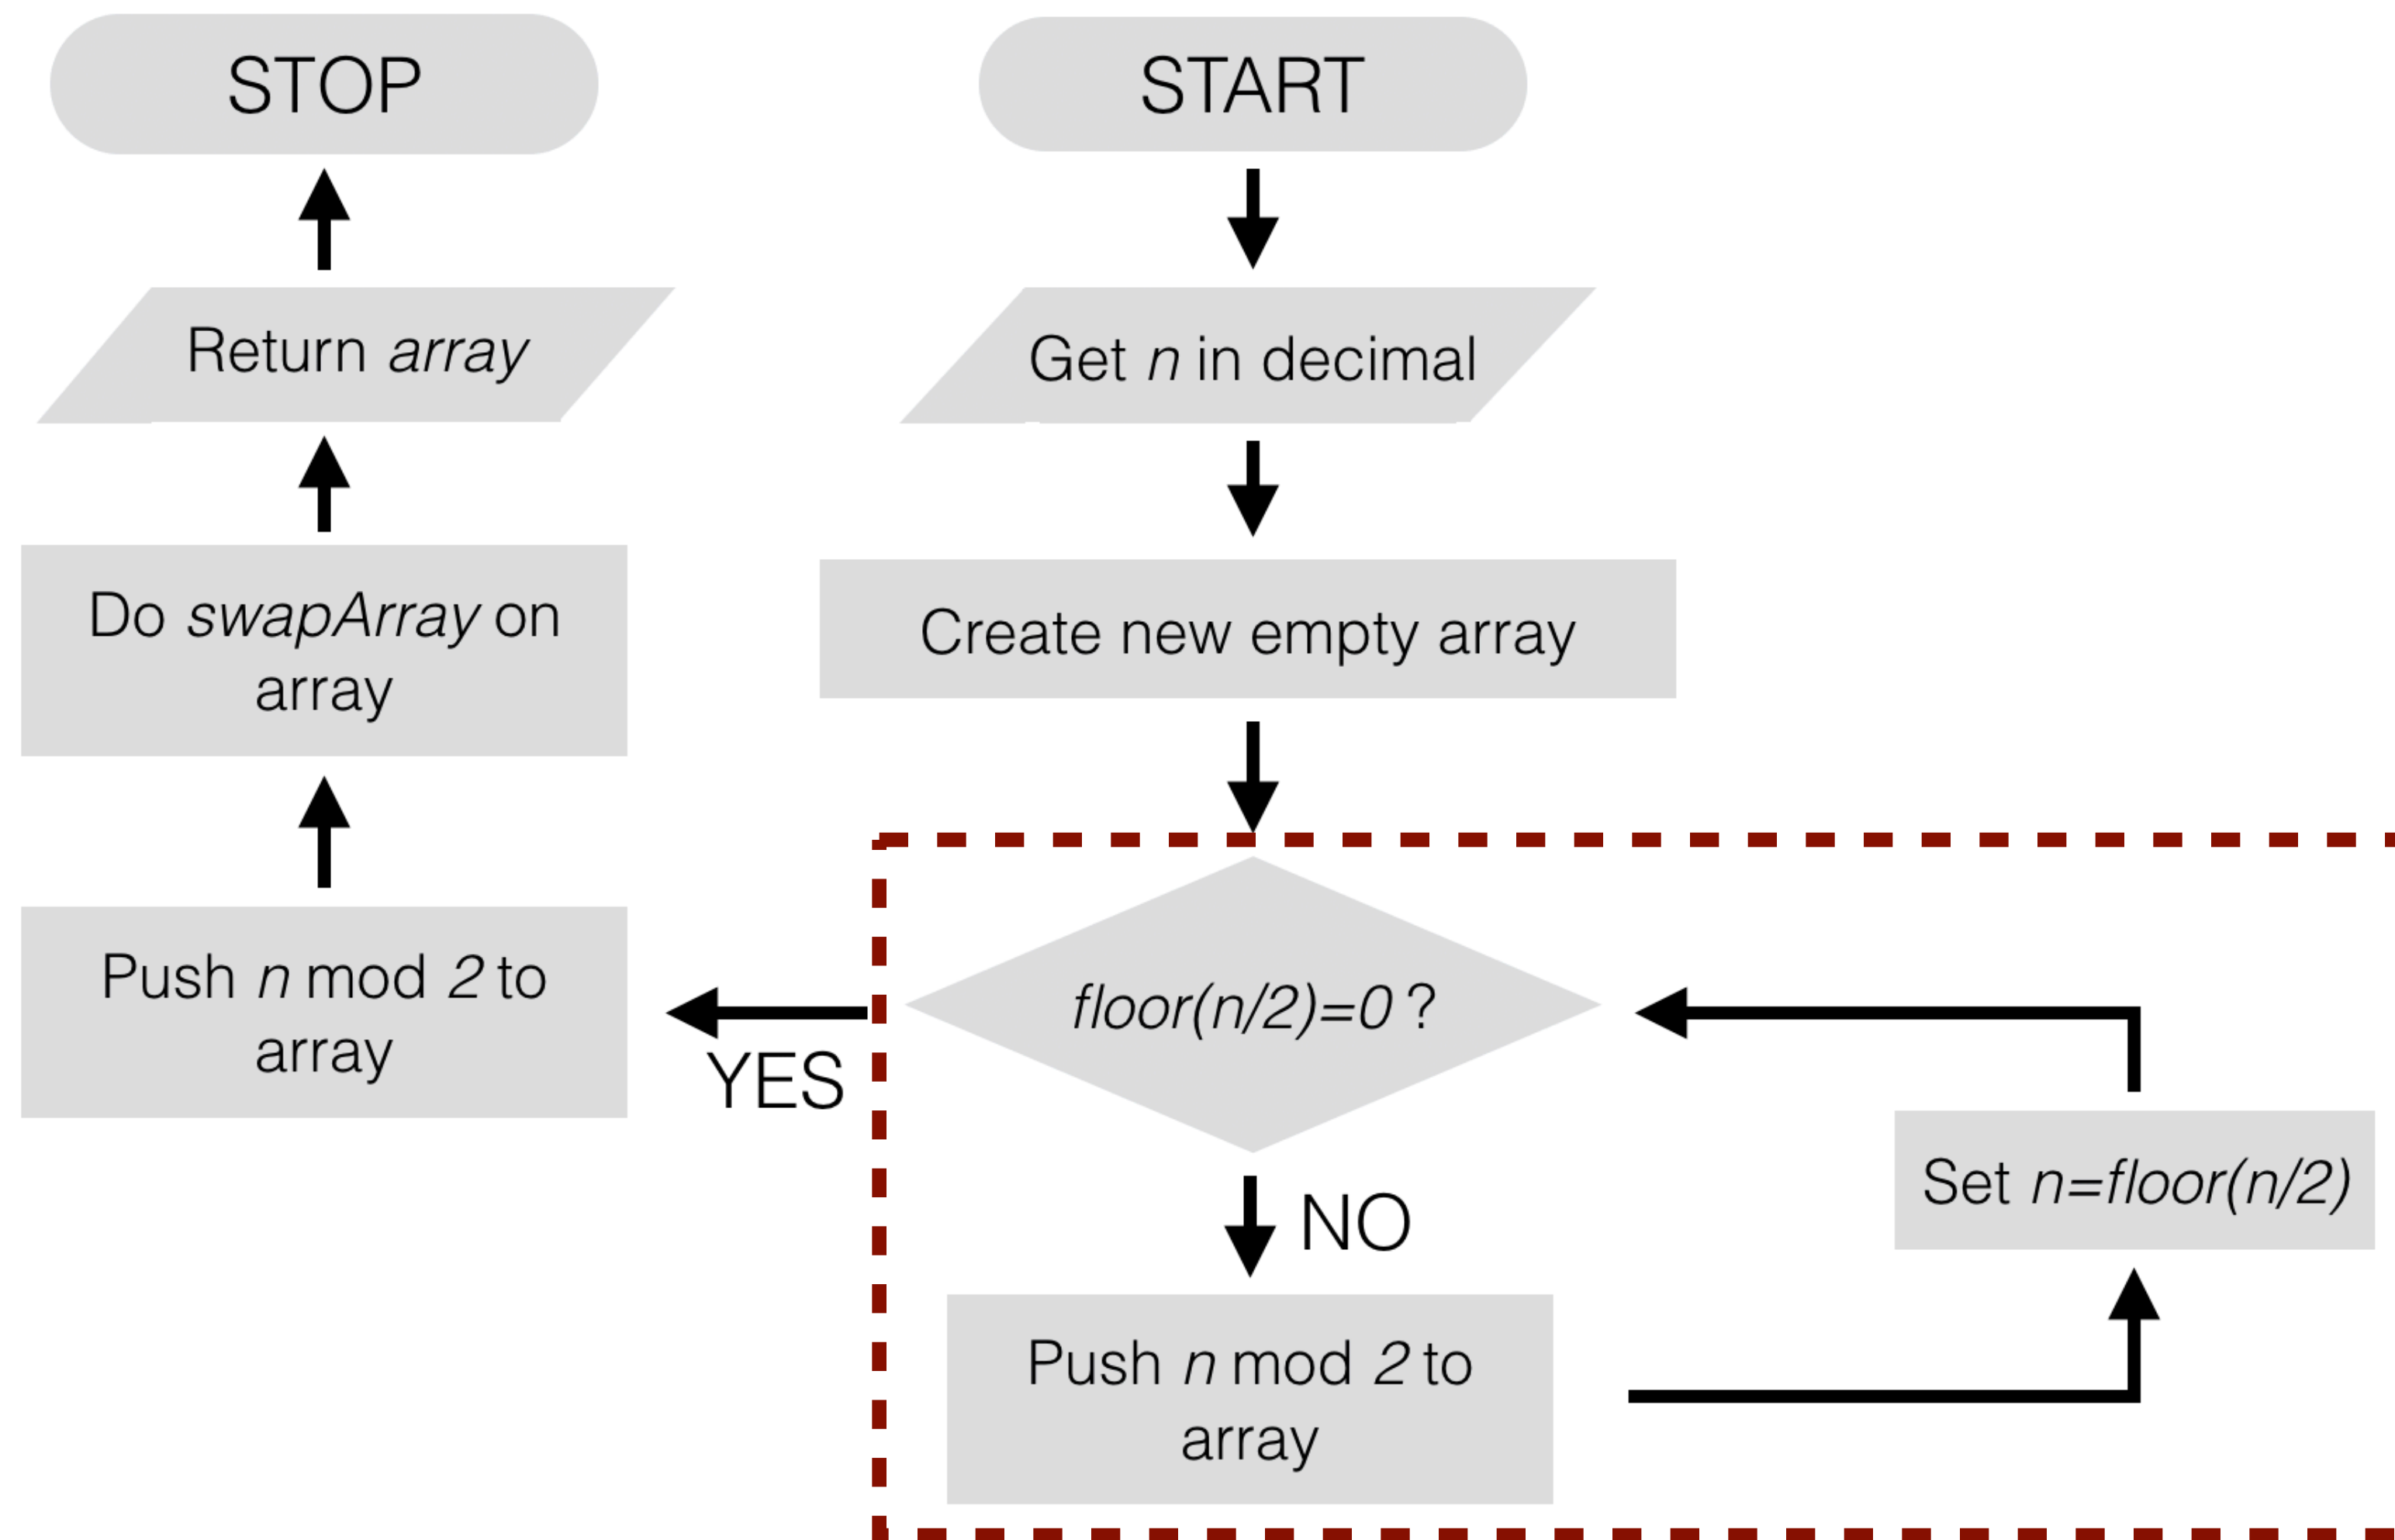 STOP
START
Return array
Get n in decimal
Do swapArray on
array
Create new empty array
Push n mod 2 to
array
floor(n/2)=0 ?
YES
NO
Set n=floor(n/2)
Push n mod 2 to
array